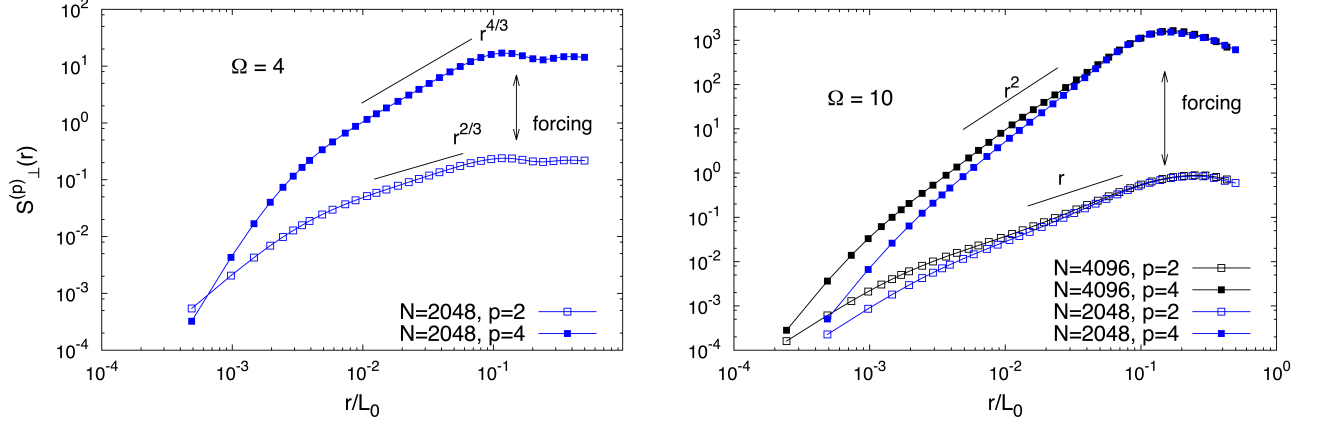 10^2
10^1
10^0
10^-1
10^-2
10^-3
10^-4
S^(p)_⊥(r)
Ω = 4
r^4/3
r^2/3
forcing
N=2048, p=2
N=2048, p=4
10^-4
10^-3
10^-2
10^-1
r/L_0
10^3
10^2
10^1
10^0
10^-1
10^-2
10^-3
10^-4
Ω = 10
r^2
r
forcing
N=4096, p=2
N=4096, p=4
N=2048, p=2
N=2048, p=4
10^-4
10^-3
10^-2
10^-1
10^0
r/L_0